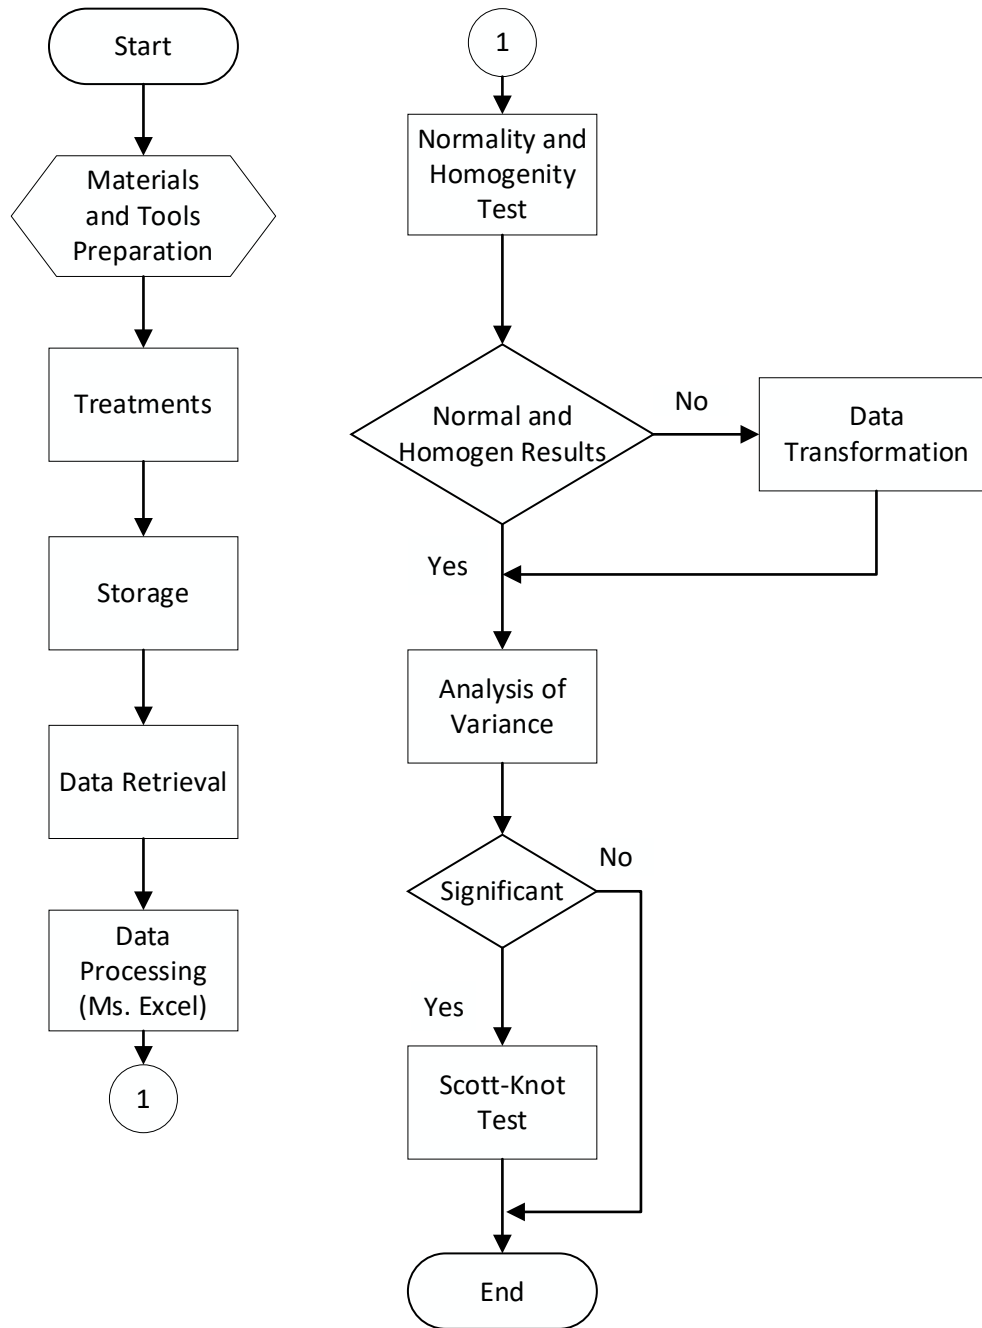 Start
Materials
and Tools
Preparation
Treatments
Storage
Data Retrieval
Data
Processing
(Ms. Excel)
1
1
Normality and
Homogenity
Test
Normal and
Homogen Results
No
Data
Transformation
Yes
Analysis of
Variance
Significant
No
Yes
Scott-Knot
Test
End